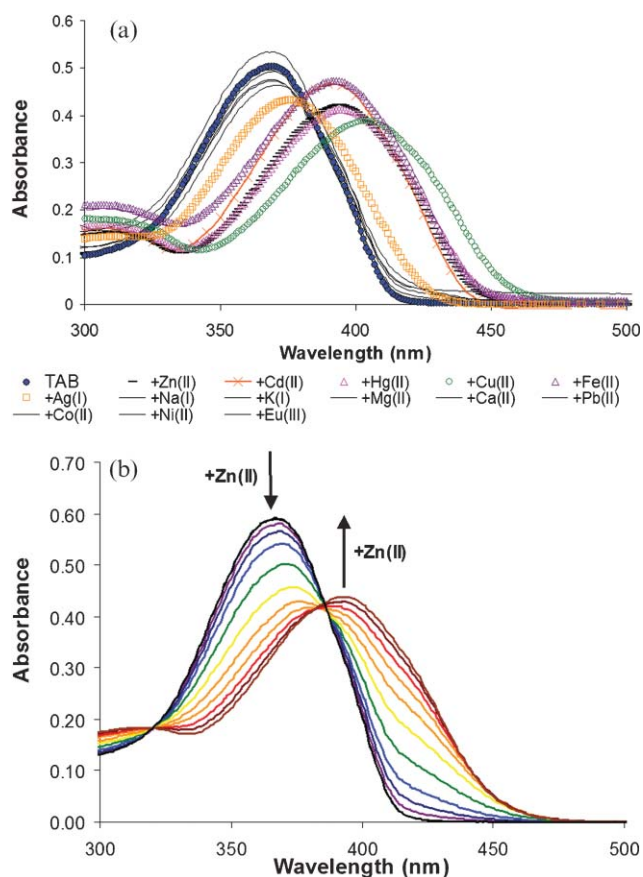 (a)
0.6
0.5
0.4
0.3
0.2
0.1
0
Absorbance
300 350 400 450 500
Wavelength (nm)
TAB +Zn(II) +Cd(II) +Hg(II) +Cu(II) +Fe(II)
+Ag(I) +Na(I) +K(I) +Mg(II) +Ca(II) +Pb(II)
+Co(II) +Ni(II) +Eu(III)
(b)
+Zn(II)
+Zn(II)
0.70
0.60
0.50
0.40
0.30
0.20
0.10
0.00
Absorbance
300 350 400 450 500
Wavelength (nm)